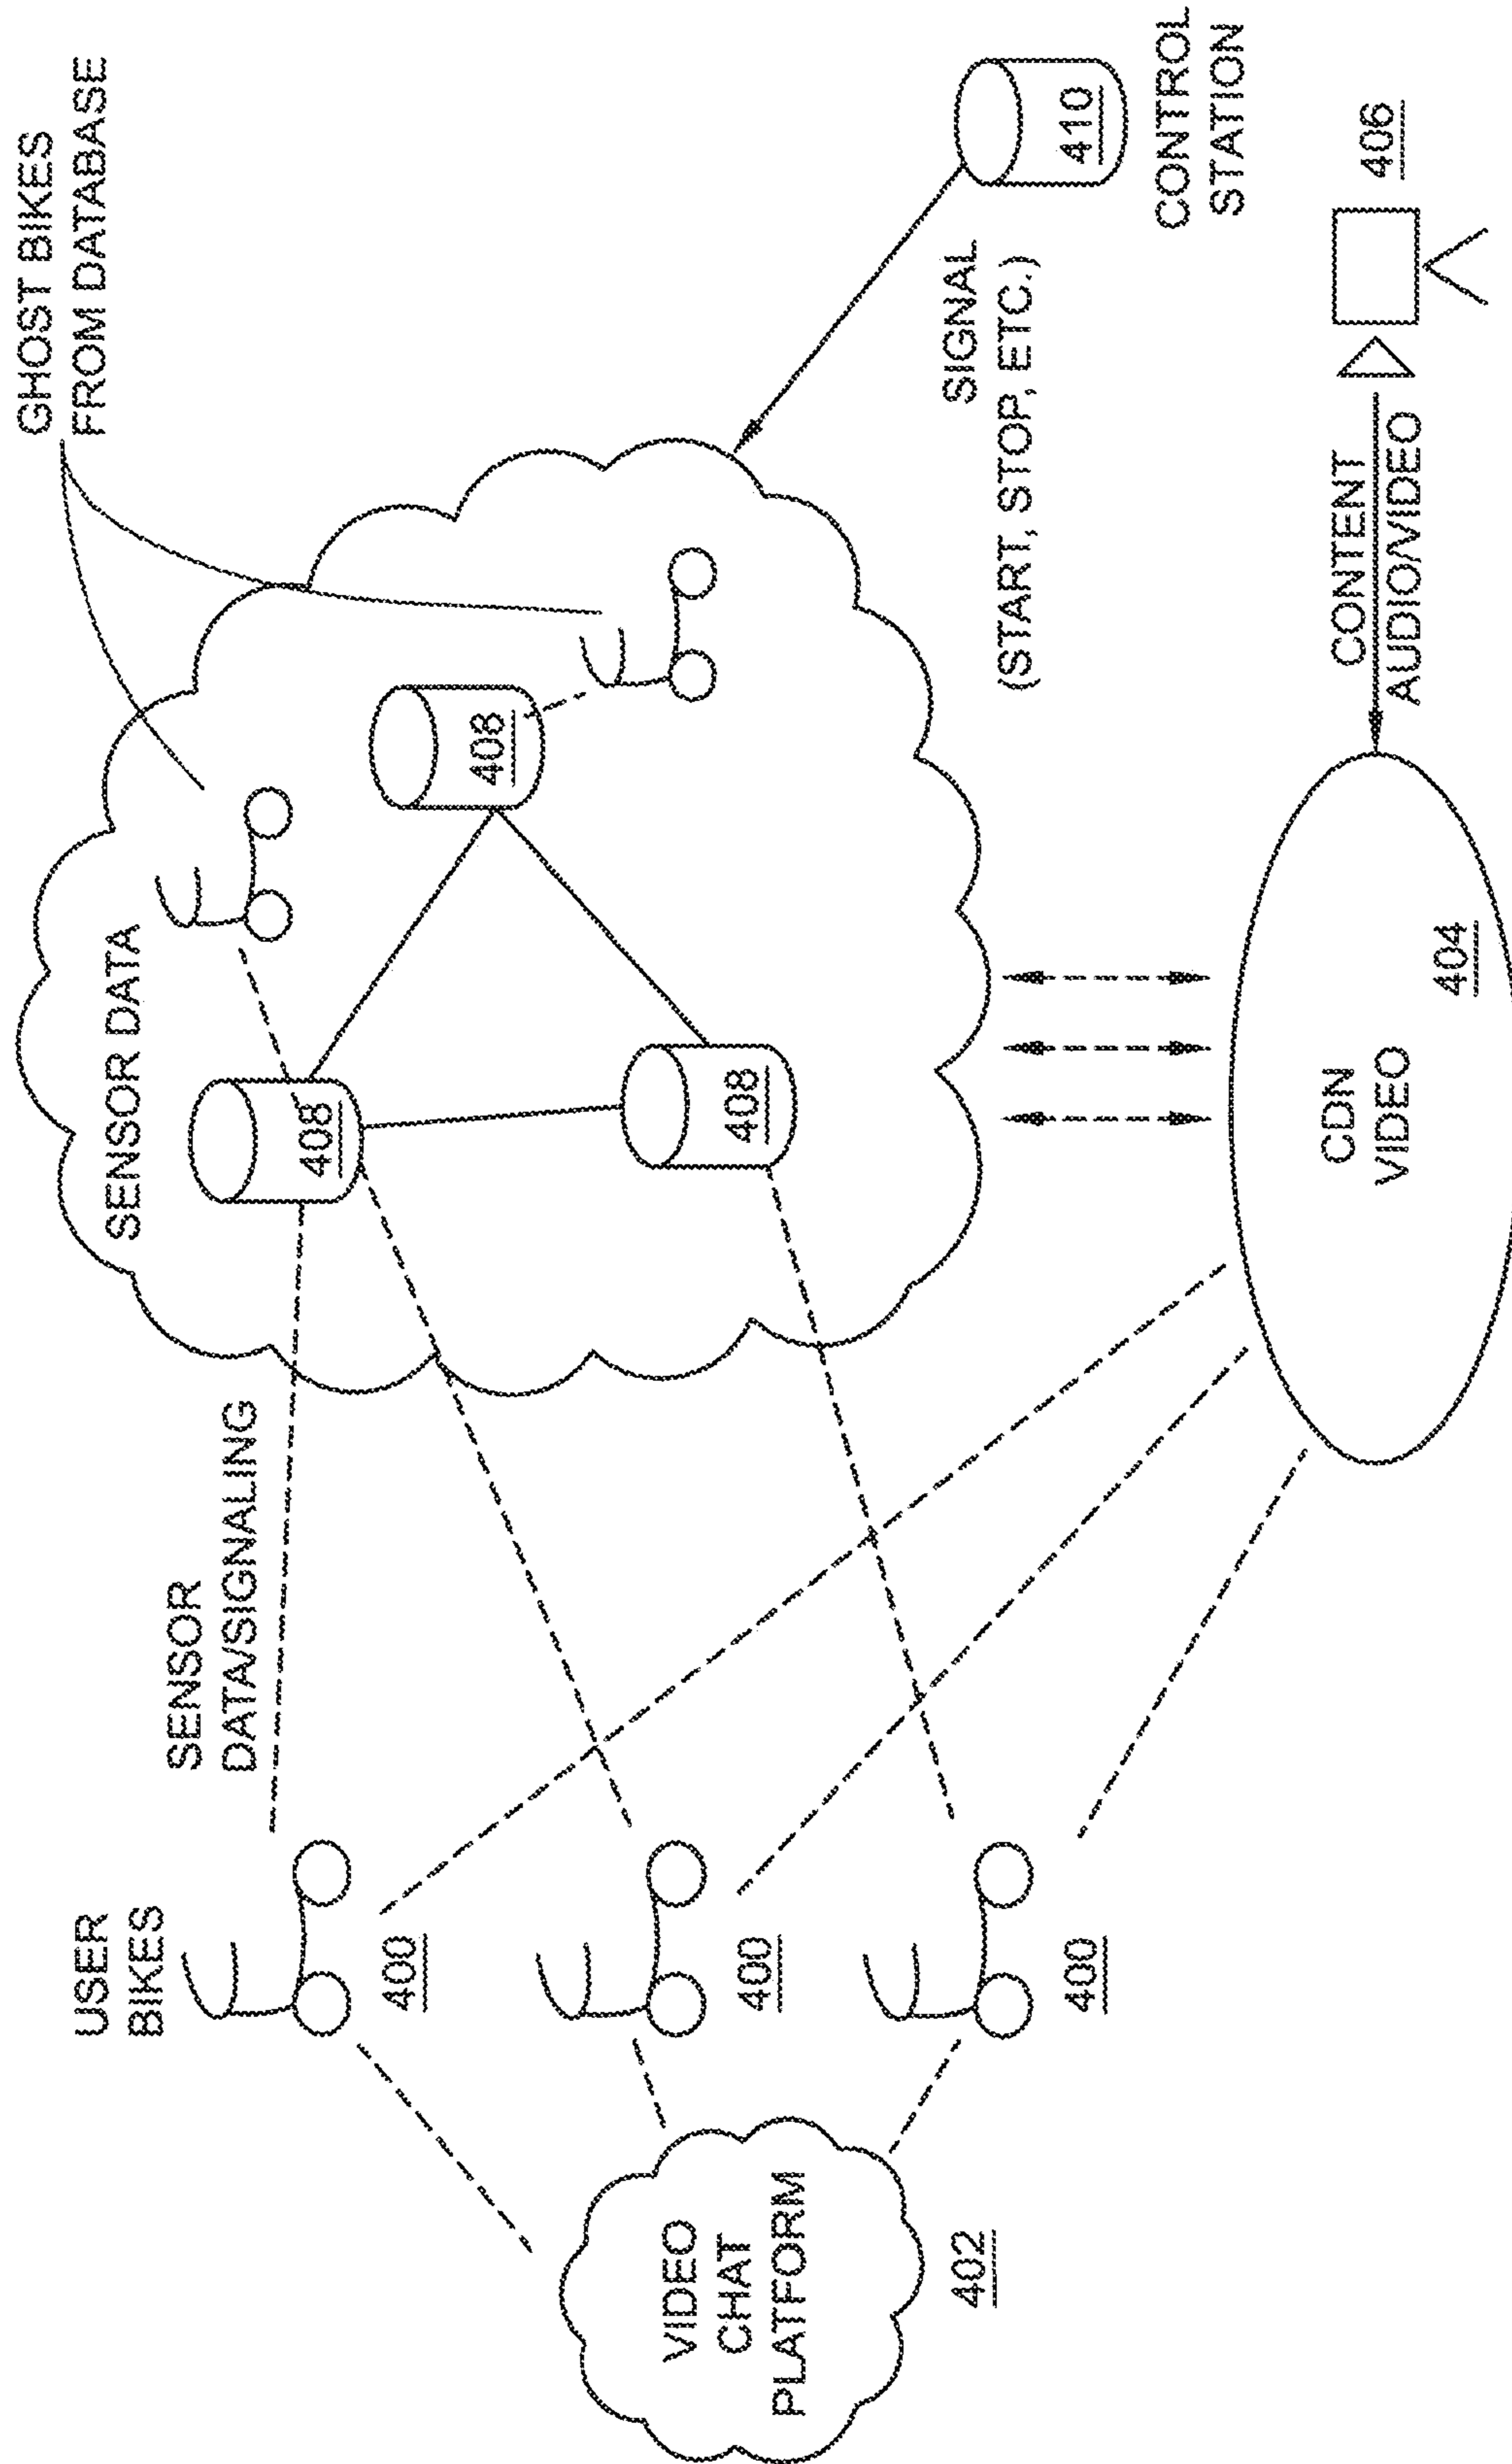 USER
BIKES
400
400
400
VIDEO
CHAT
PLATFORM
402
SENSOR
DATA/SIGNALING
SENSOR DATA
408
408
408
GHOST BIKES
FROM DATABASE
SIGNAL
(START, STOP, ETC.)
410
CONTROL
STATION
CDN
VIDEO
404
CONTENT
AUDIO/VIDEO
406